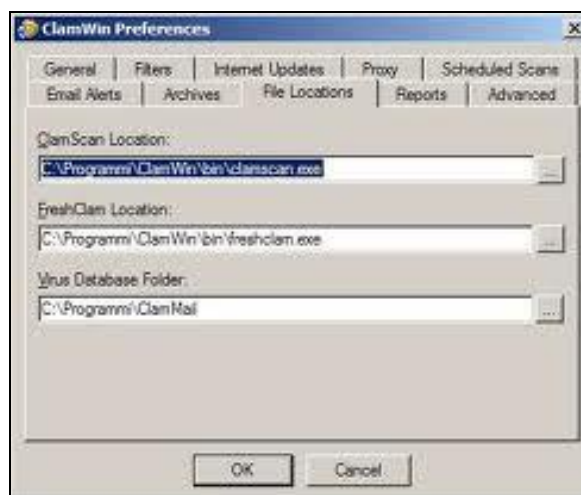 ClamWin Preferences
General Filters Internet Updates Proxy Scheduled Scans
Email Alerts Archives File Locations Reports Advanced
ClamScan Location:
C:\Programmi\ClamWin\bin\clamscan.exe
...
FreshClam Location:
C:\Programmi\ClamWin\bin\freshclam.exe
...
Virus Database Folder:
C:\Programmi\ClamMail
...
OK Cancel